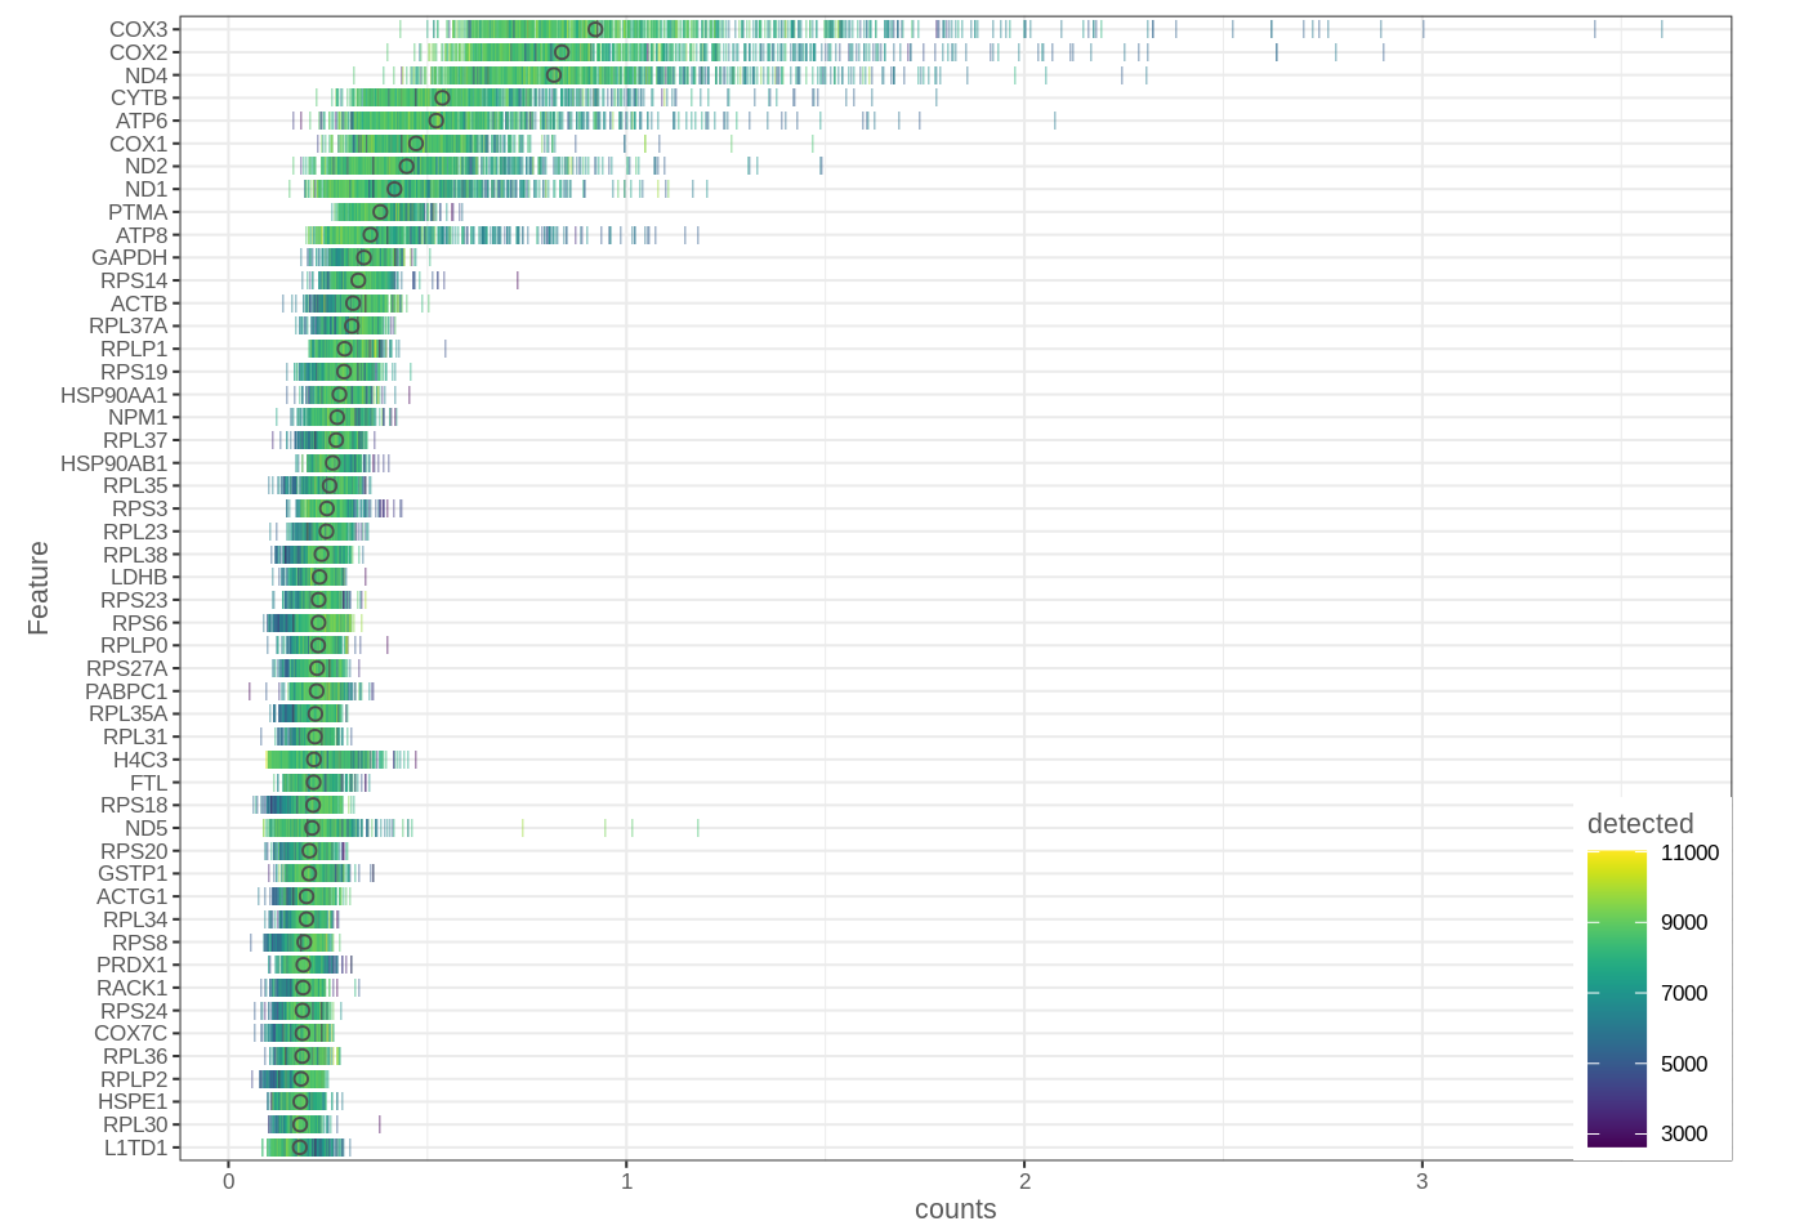 COX3
COX2
ND4
CYTB
ATP6
COX1
ND2
ND1
PTMA
ATP8
GAPDH
RPS14
ACTB
RPL37A
RPLP1
RPS19
HSP90AA1
NPM1
RPL37
HSP90AB1
RPL35
RPS3
RPL23
RPL38
LDHB
RPS23
RPS6
RPLP0
RPS27A
PABPC1
RPL35A
RPL31
H4C3
FTL
RPS18
ND5
RPS20
GSTP1
ACTG1
RPL34
RPS8
PRDX1
RACK1
RPS24
COX7C
RPL36
RPLP2
HSPE1
RPL30
L1TD1
Feature
0 1 2 3
counts
detected
11000
9000
7000
5000
3000